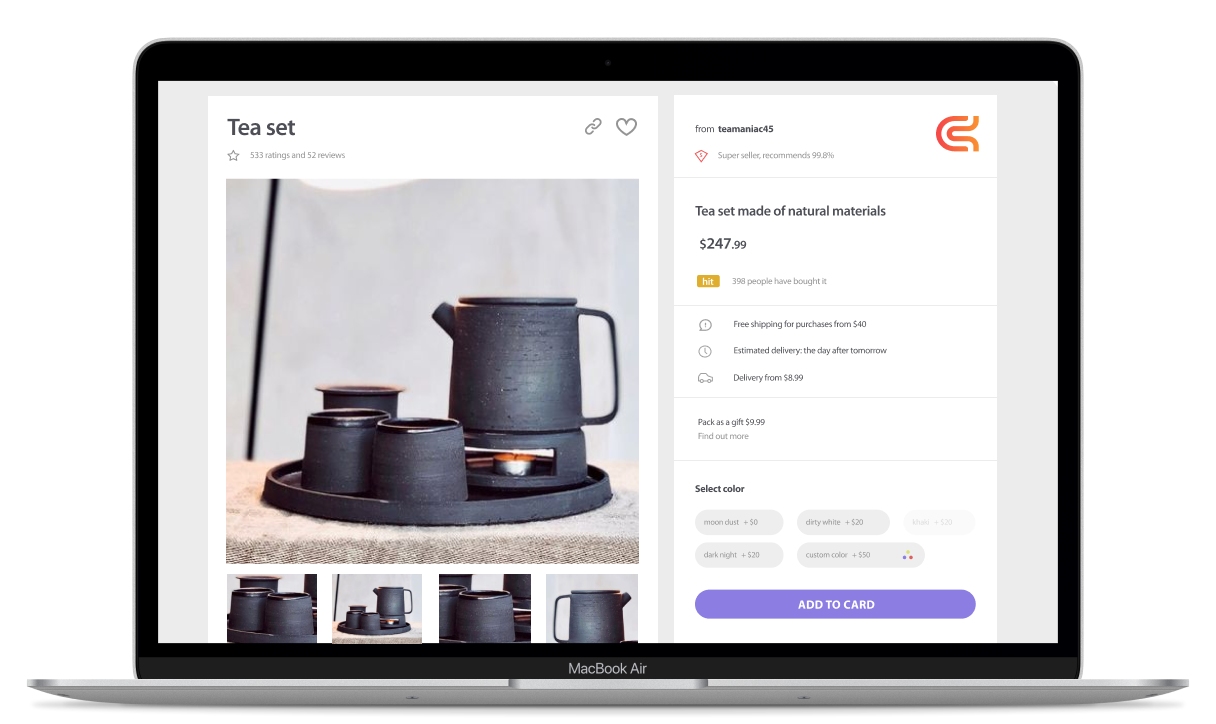 Tea set
533 ratings and 52 reviews
from teamaniac45
Super seller, recommends 99.8%
Tea set made of natural materials
$247.99
hit 398 people have bought it
Free shipping for purchases from $40
Estimated delivery: the day after tomorrow
Delivery from $8.99
Pack as a gift $9.99
Find out more
Select color
moon dust + $0 dirty white + $20 + $20
dark night + $20 custom color + $50
ADD TO CARD
MacBook Air